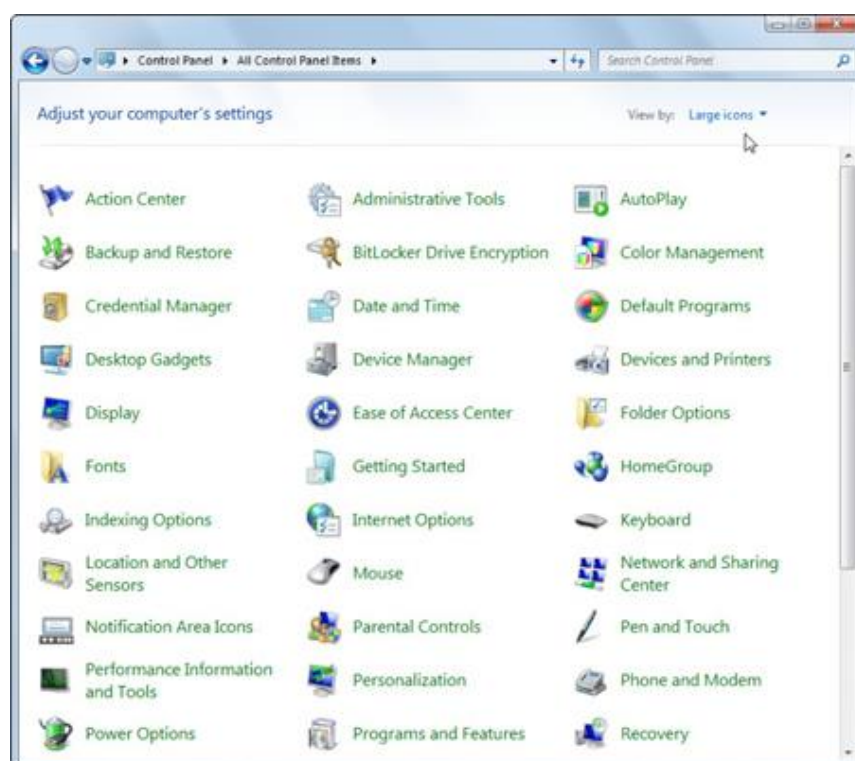 Control Panel All Control Panel Items Search Control Panel
Adjust your computer's settings View by: Large icons
Action Center Administrative Tools AutoPlay
Backup and Restore BitLocker Drive Encryption Color Management
Credential Manager Date and Time Default Programs
Desktop Gadgets Device Manager Devices and Printers
Display Ease of Access Center Folder Options
Fonts Getting Started HomeGroup
Indexing Options Internet Options Keyboard
Location and Other
Sensors
Mouse
Network and Sharing
Center
Notification Area Icons Parental Controls Pen and Touch
Performance Information
and Tools
Personalization Phone and Modem
Power Options Programs and Features Recovery